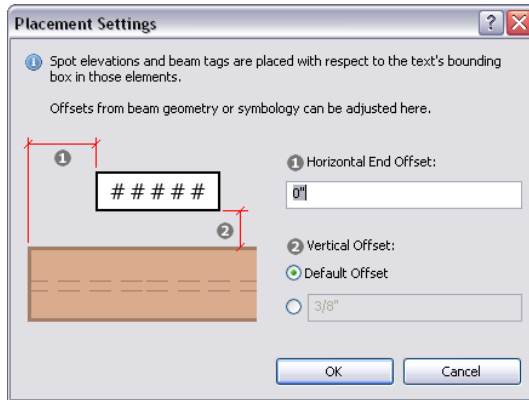 Placement Settings
Spot elevations and beam tags are placed with respect to the text's bounding
box in those elements.
Offsets from beam geometry or symbology can be adjusted here.
1
# # # # #
2
1 Horizontal End Offset:
0"
2 Vertical Offset:
Default Offset
3/8"
OK
Cancel